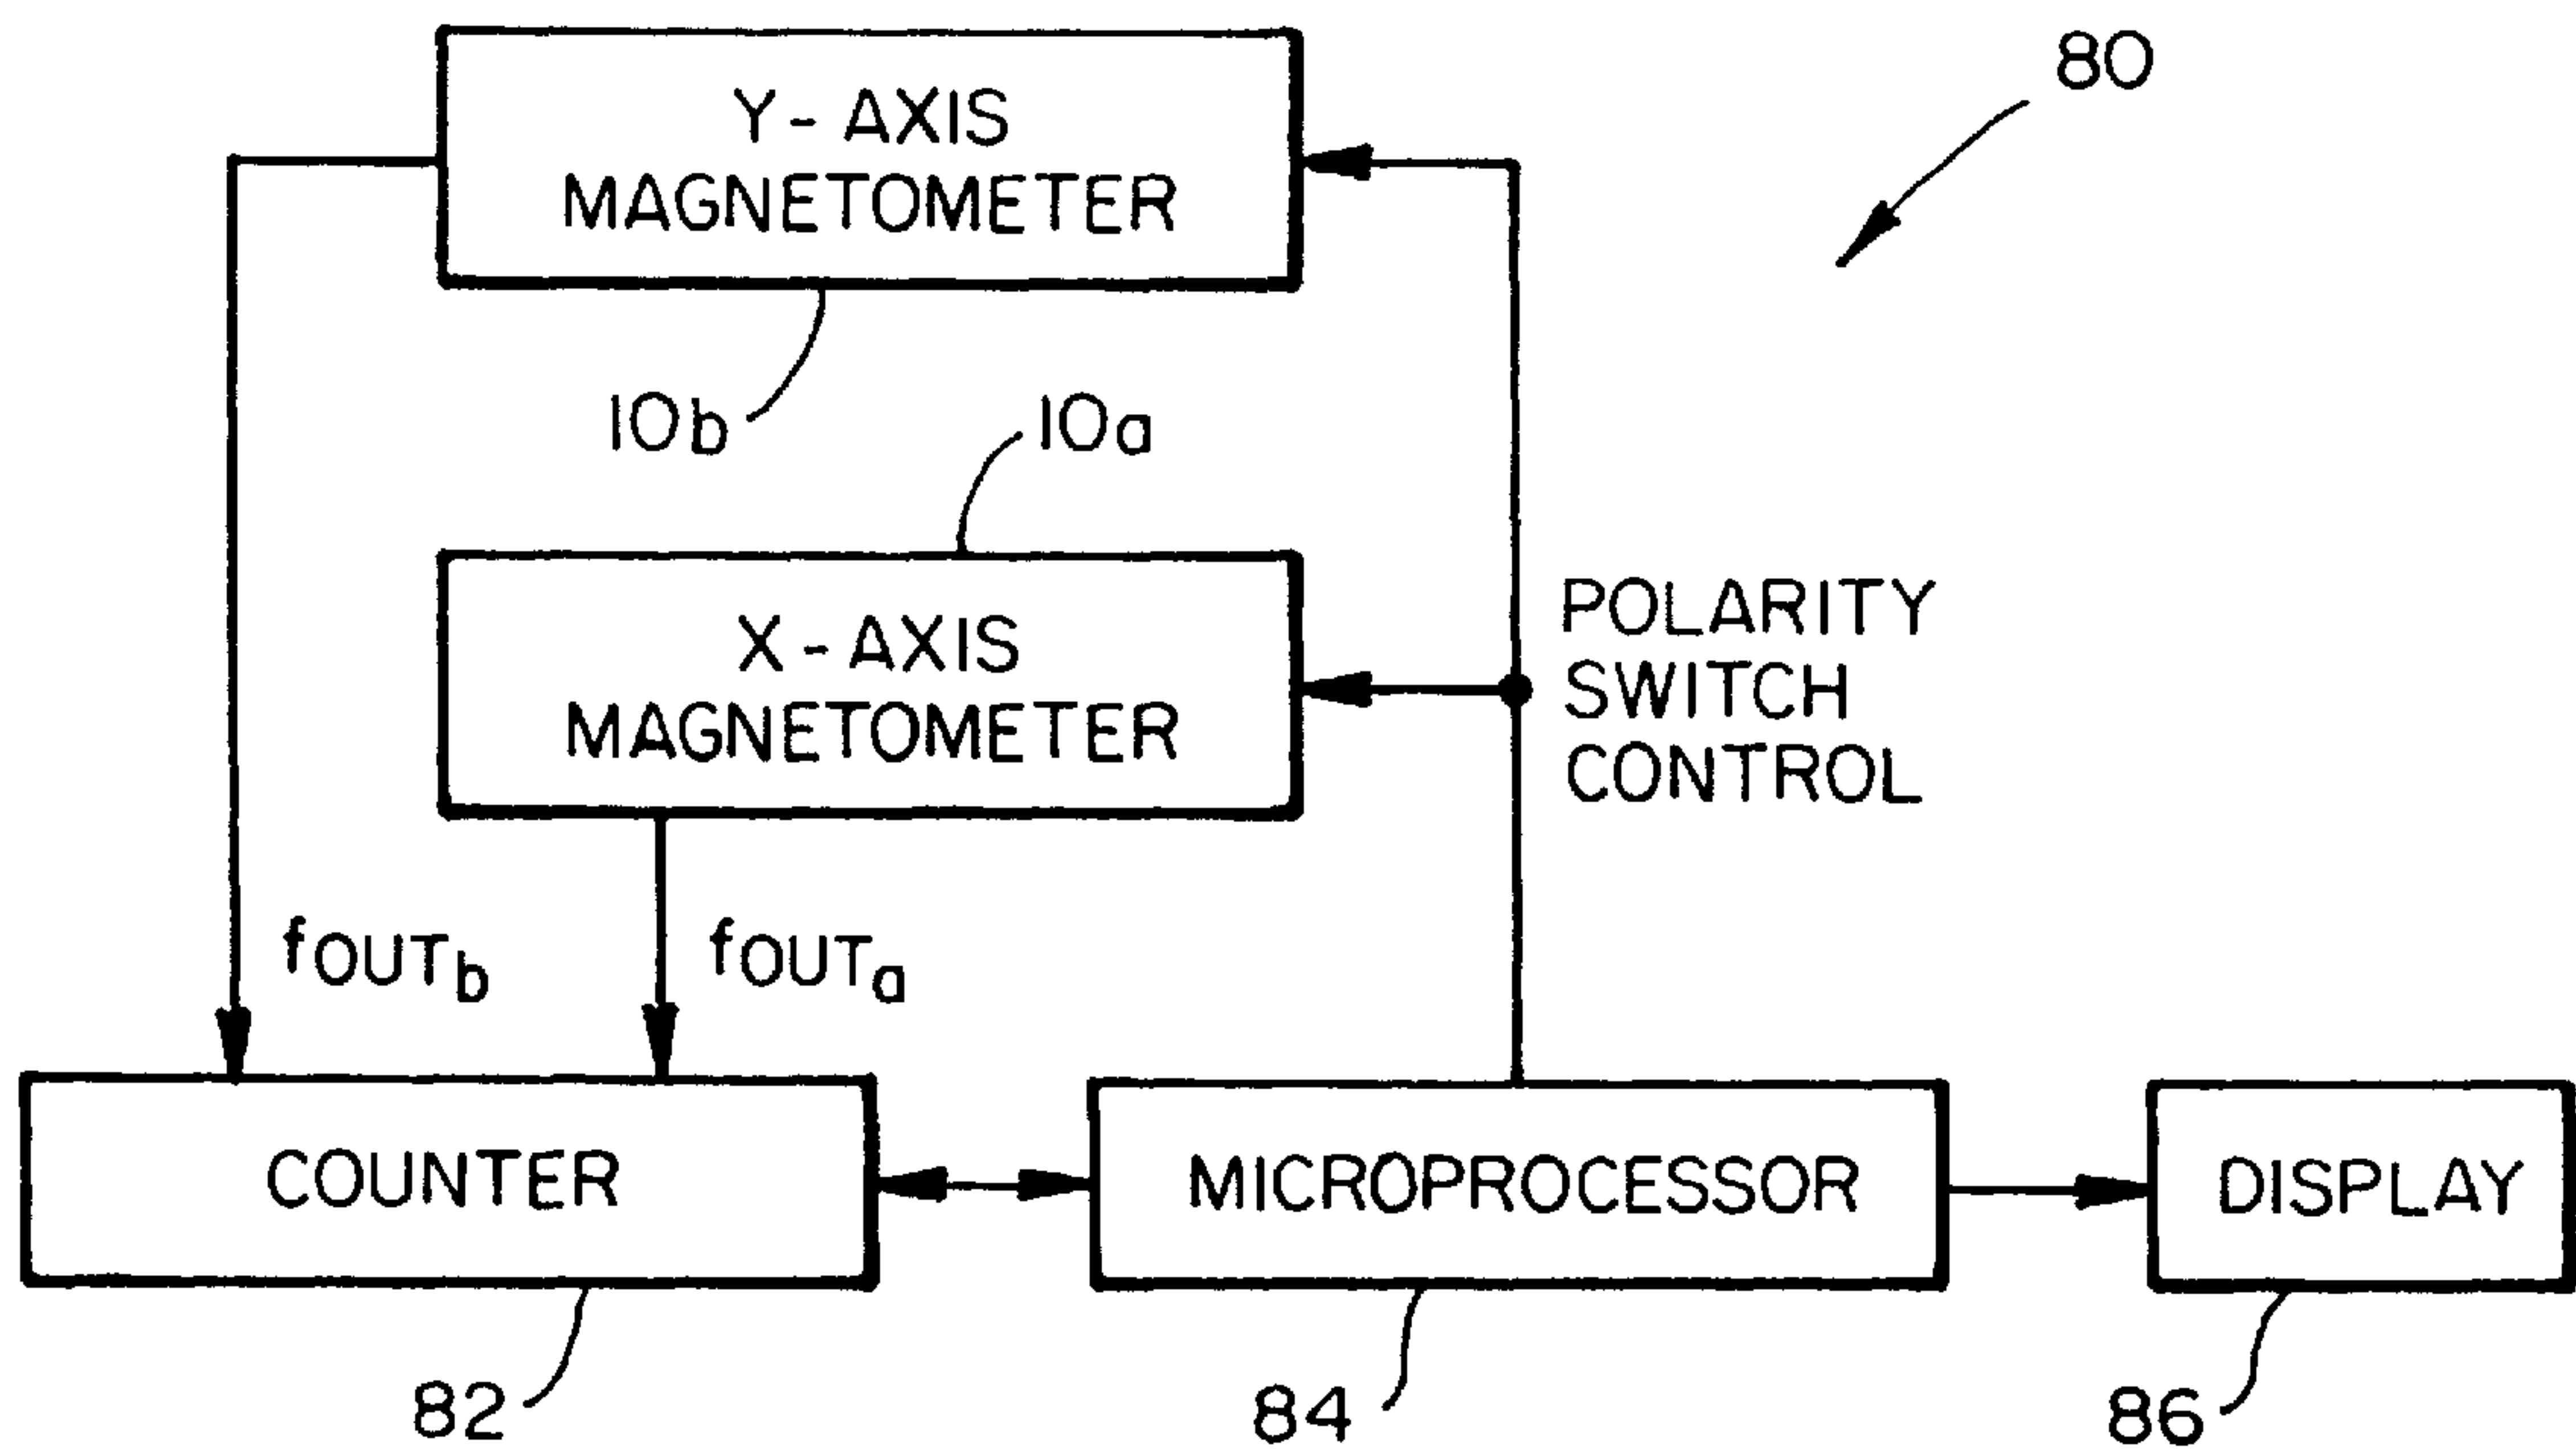 80
Y - AXIS
MAGNETOMETER
10b
10a
X - AXIS
MAGNETOMETER
POLARITY
SWITCH
CONTROL
fOUTb
fOUTa
COUNTER
MICROPROCESSOR
DISPLAY
82
84
86